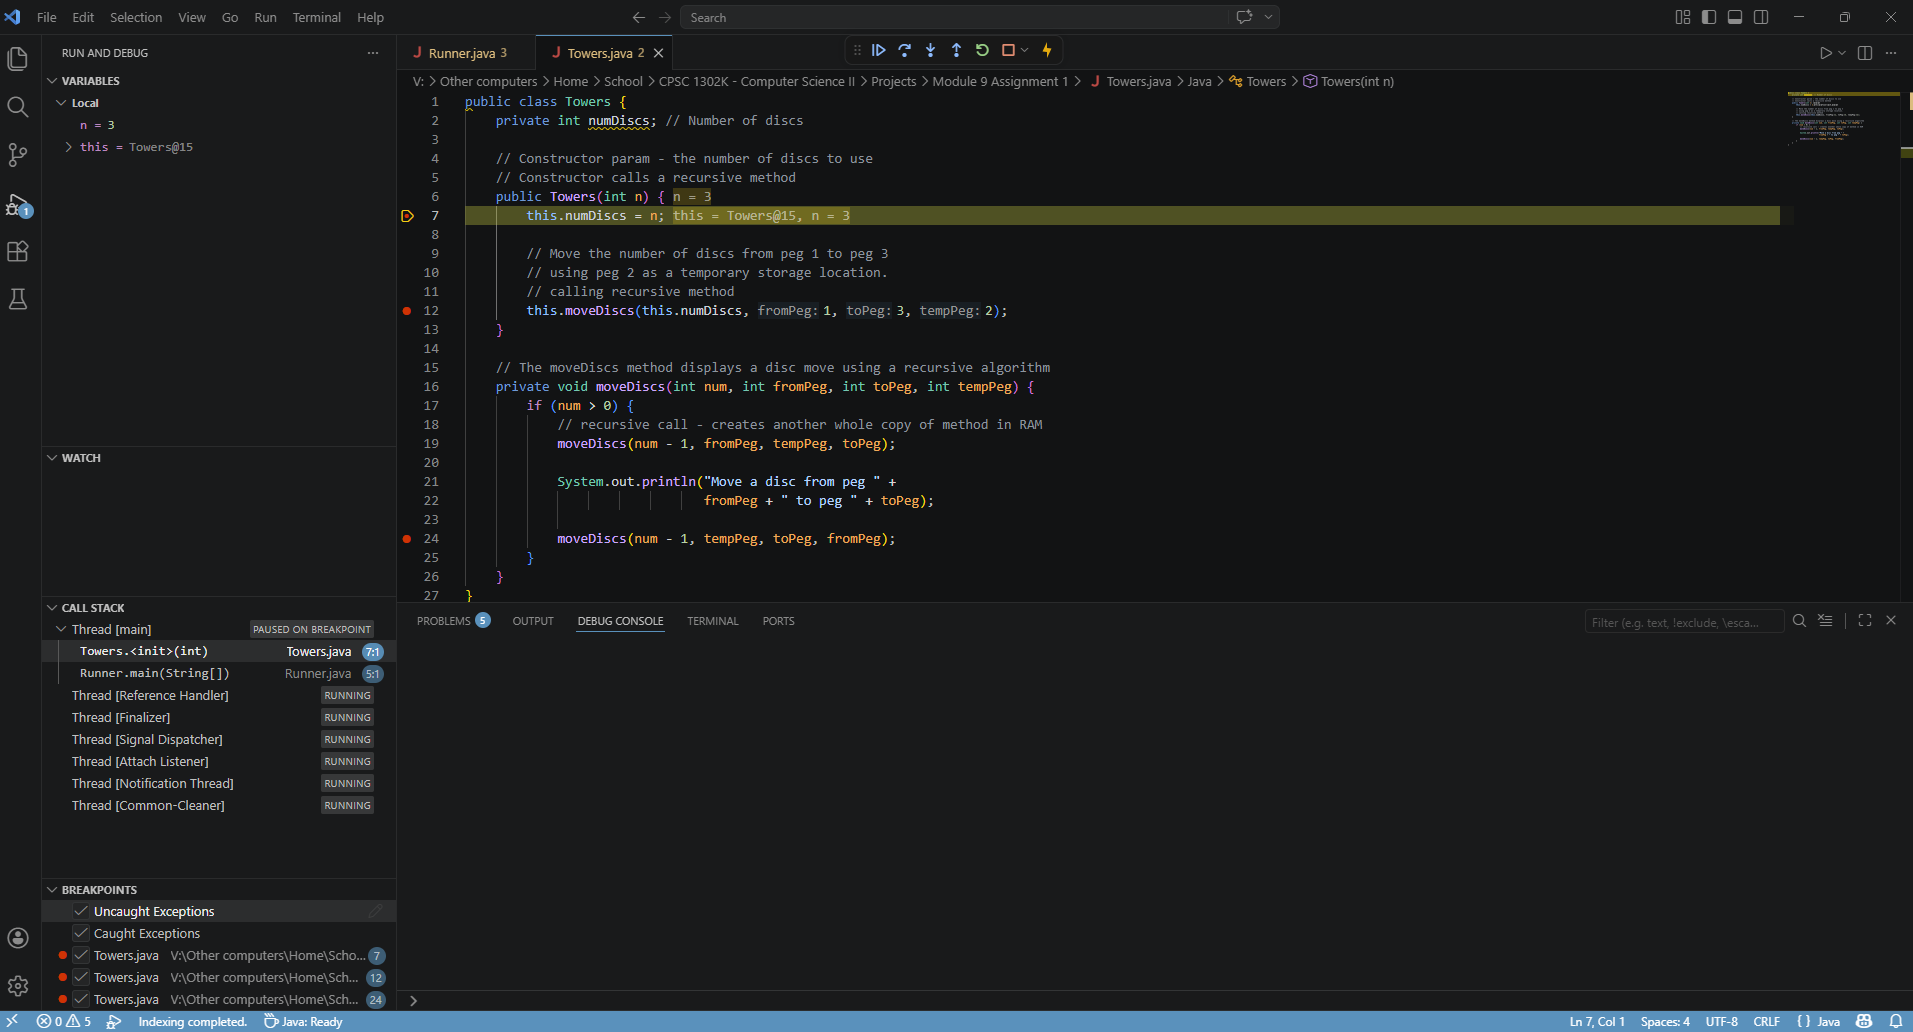 File Edit Selection View Go Run Terminal Help
Search
RUN AND DEBUG
VARIABLES
Local
n = 3
this = Towers@15
WATCH
CALL STACK
Thread [main] PAUSED ON BREAKPOINT
Towers.<init>(int) Towers.java 7:1
Runner.main(String[]) Runner.java 5:1
Thread [Reference Handler] RUNNING
Thread [Finalizer] RUNNING
Thread [Signal Dispatcher] RUNNING
Thread [Attach Listener] RUNNING
Thread [Notification Thread] RUNNING
Thread [Common-Cleaner] RUNNING
BREAKPOINTS
Uncaught Exceptions
Caught Exceptions
Towers.java V:\Other computers\Home\Scho... 7
Towers.java V:\Other computers\Home\Sch... 12
Towers.java V:\Other computers\Home\Sch... 24
1
J Runner.java 3
J Towers.java 2
V: > Other computers > Home > School > CPSC 1302K - Computer Science II > Projects > Module 9 Assignment 1 > J Towers.java > Java > Towers > Towers(int n)
1 public class Towers {
2 private int numDiscs; // Number of discs
3
4 // Constructor param - the number of discs to use
5 // Constructor calls a recursive method
6 public Towers(int n) { n = 3
7 this.numDiscs = n; this = Towers@15, n = 3
8
9 // Move the number of discs from peg 1 to peg 3
10 // using peg 2 as a temporary storage location.
11 // calling recursive method
12 this.moveDiscs(this.numDiscs, fromPeg: 1, toPeg: 3, tempPeg: 2);
13 }
14
15 // The moveDiscs method displays a disc move using a recursive algorithm
16 private void moveDiscs(int num, int fromPeg, int toPeg, int tempPeg) {
17 if (num > 0) {
18 // recursive call - creates another whole copy of method in RAM
19 moveDiscs(num - 1, fromPeg, tempPeg, toPeg);
20
21 System.out.println("Move a disc from peg " +
22 fromPeg + " to peg " + toPeg);
23
24 moveDiscs(num - 1, tempPeg, toPeg, fromPeg);
25 }
26 }
27 }
PROBLEMS 5 OUTPUT DEBUG CONSOLE TERMINAL PORTS
Filter (e.g. text, !exclude, \esca...
>
0 5 Indexing completed. Java: Ready
Ln 7, Col 1 Spaces: 4 UTF-8 CRLF { } Java